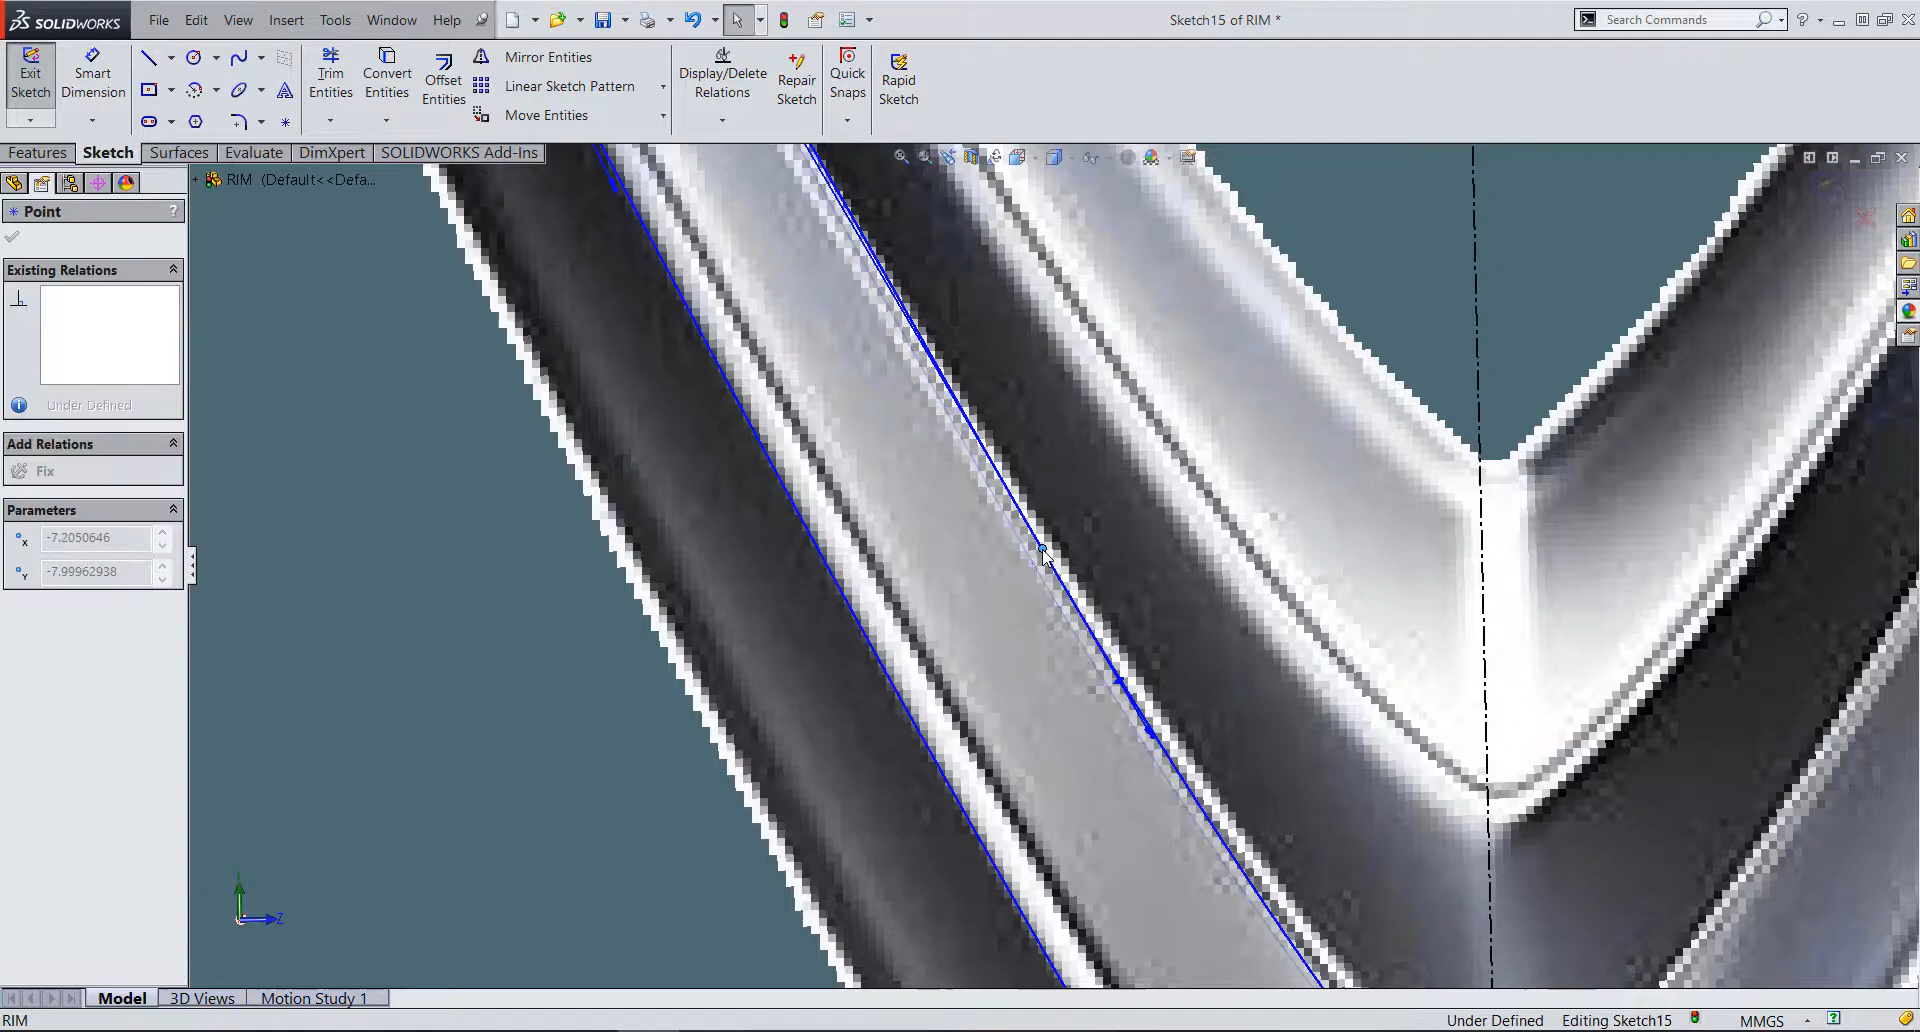 SOLIDWORKS
File Edit View Insert Tools Window Help
Sketch15 of RIM *
Search Commands
Exit Sketch
Smart Dimension
Trim Entities
Convert Entities
Offset Entities
Mirror Entities
Linear Sketch Pattern
Move Entities
Display/Delete Relations
Repair Sketch
Quick Snaps
Rapid Sketch
Features Sketch Surfaces Evaluate DimXpert SOLIDWORKS Add-Ins
RIM (Default<<Defa...
Point ?
Existing Relations
Under Defined
Add Relations
Fix
Parameters
x -7.2050646
y -7.99962938
Z
Model 3D Views Motion Study 1
RIM
Under Defined Editing Sketch15 MMGS ?